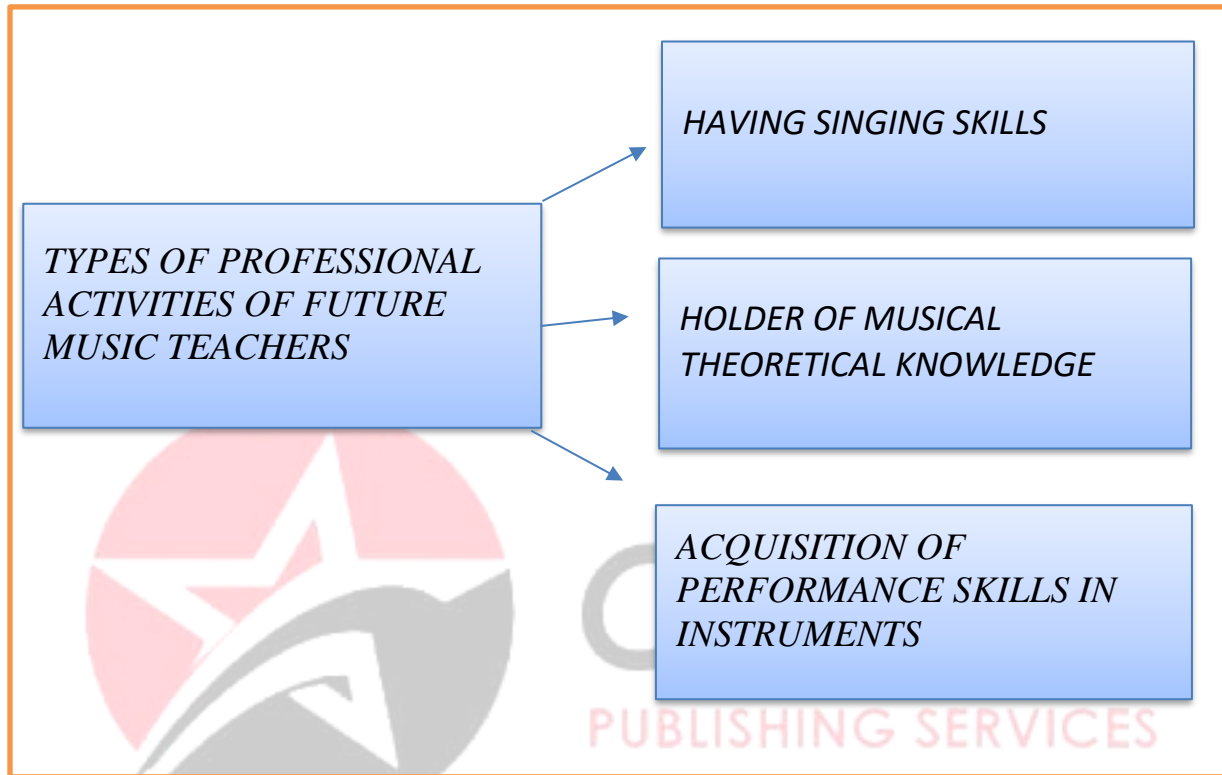 HAVING SINGING SKILLS
TYPES OF PROFESSIONAL
ACTIVITIES OF FUTURE
MUSIC TEACHERS
HOLDER OF MUSICAL
THEORETICAL KNOWLEDGE
ACQUISITION OF
PERFORMANCE SKILLS IN
INSTRUMENTS
PUBLISHING SERVICES